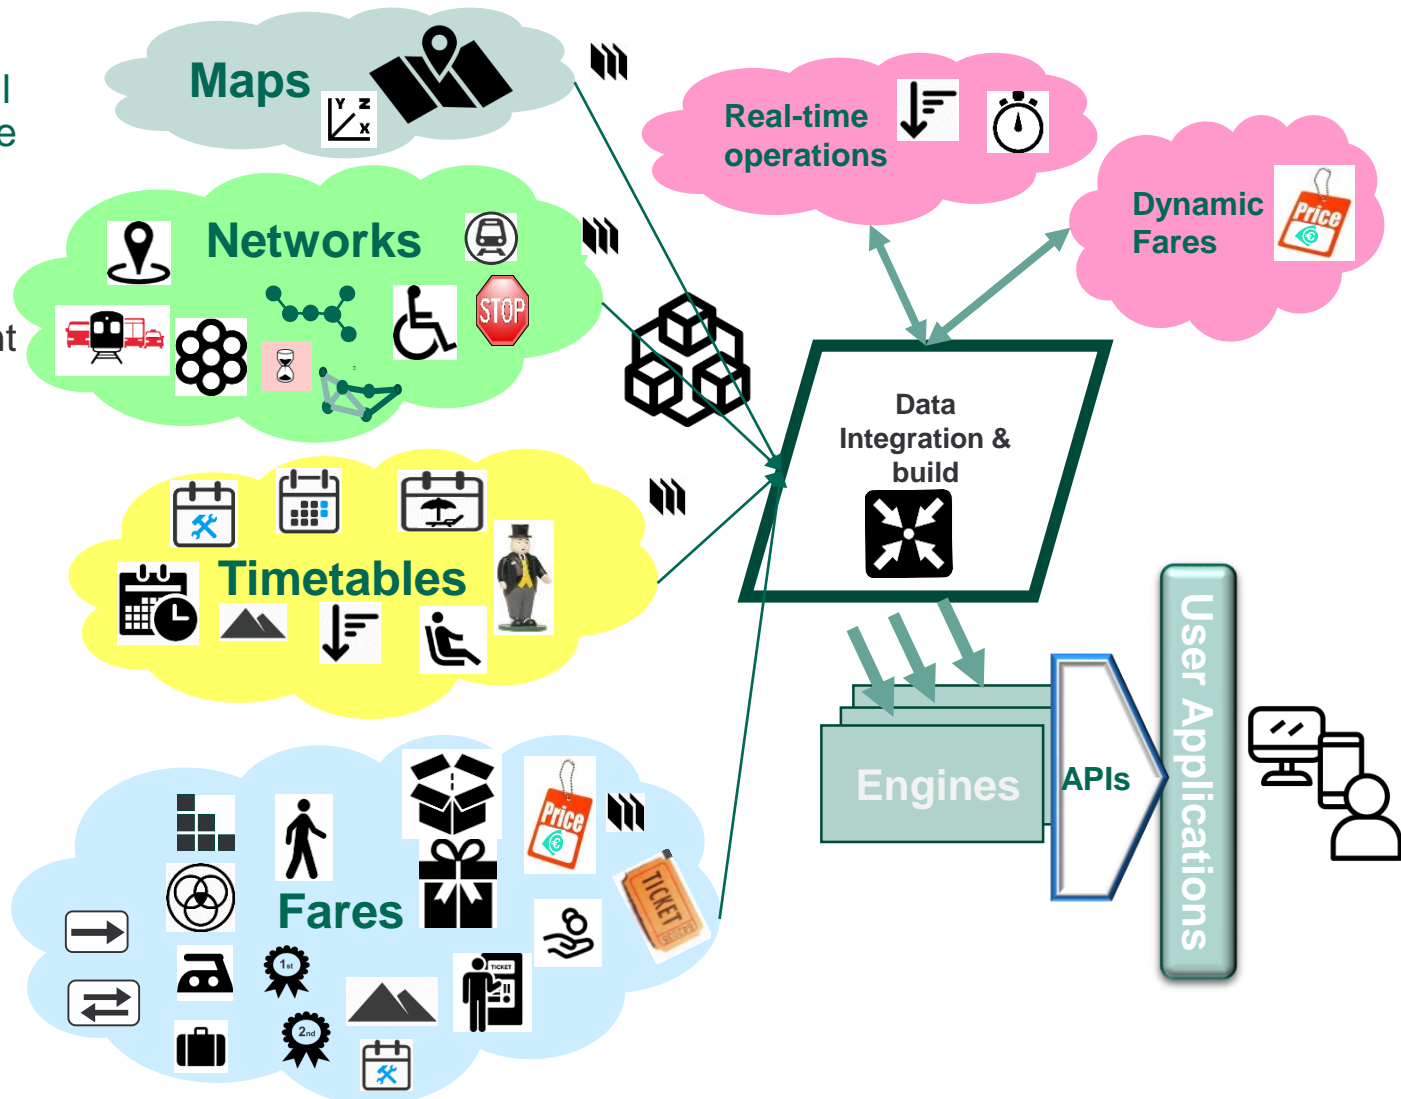 l
e
nt
Maps
Y Z
X
Real-time
operations
Dynamic
Fares
Price
Networks
STOP
Data
Integration &
build
Timetables
User Applications
Engines
APIs
Price
TICKET
Fares
1st
TICKET
2nd